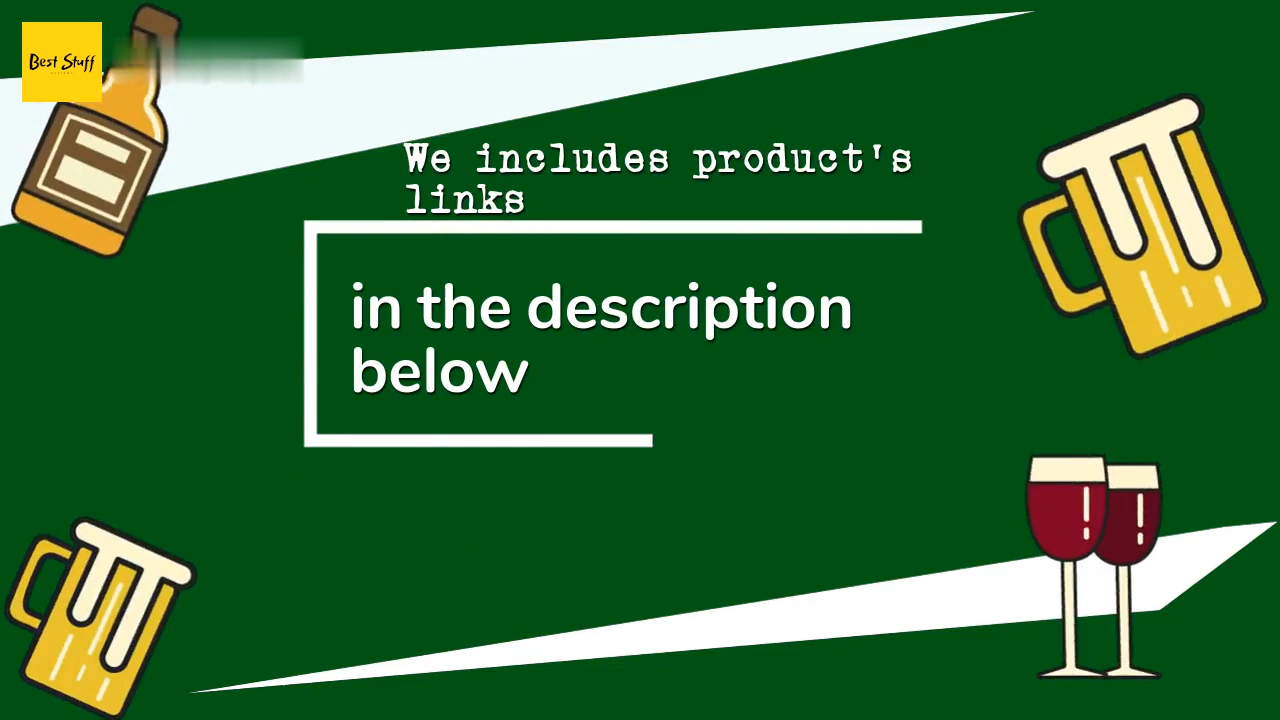 Best Stuff
We includes product's
links
in the description
below